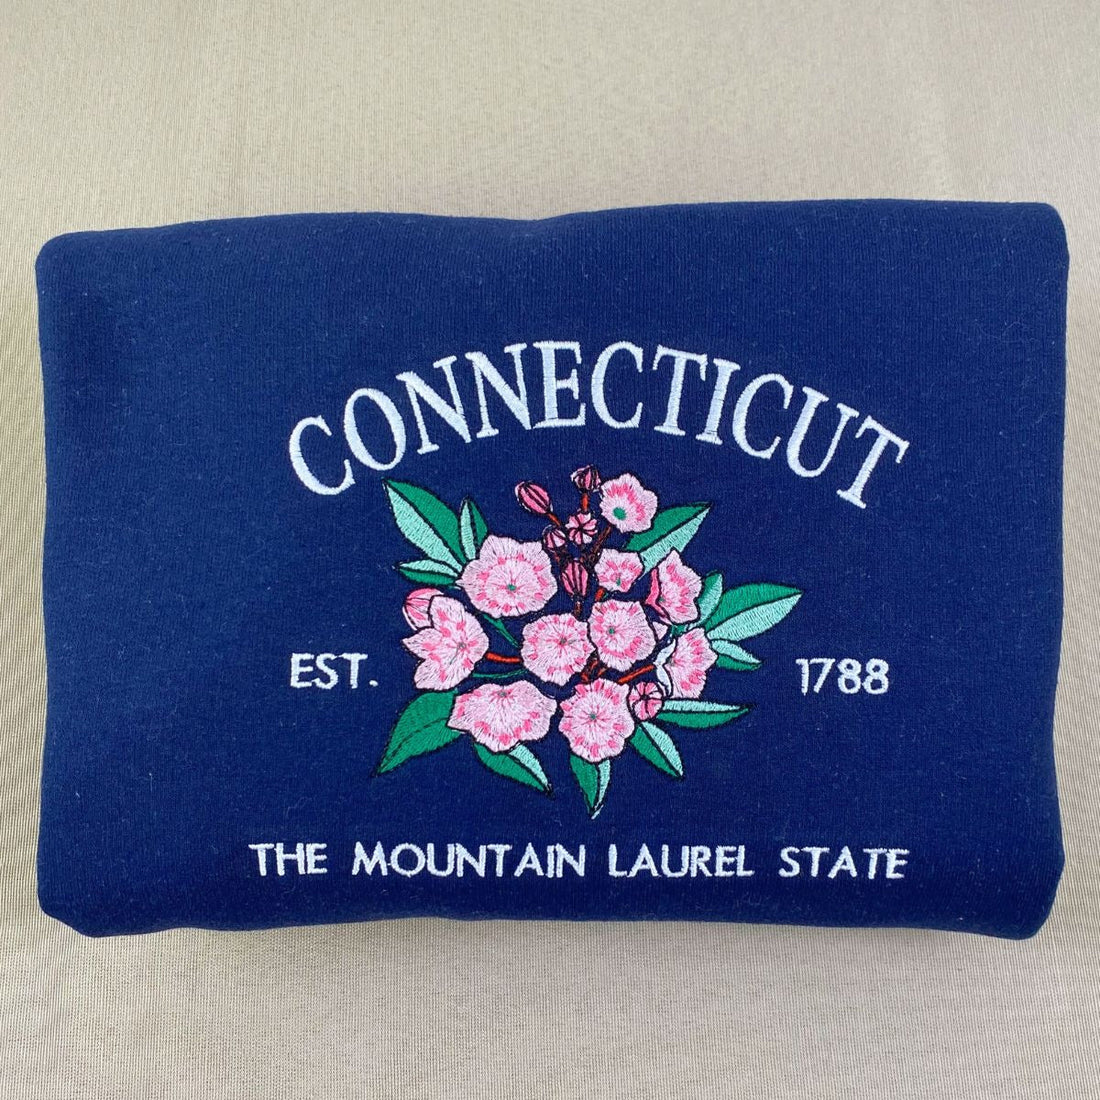 CONNECTICUT
EST. 1788
THE MOUNTAIN LAUREL STATE